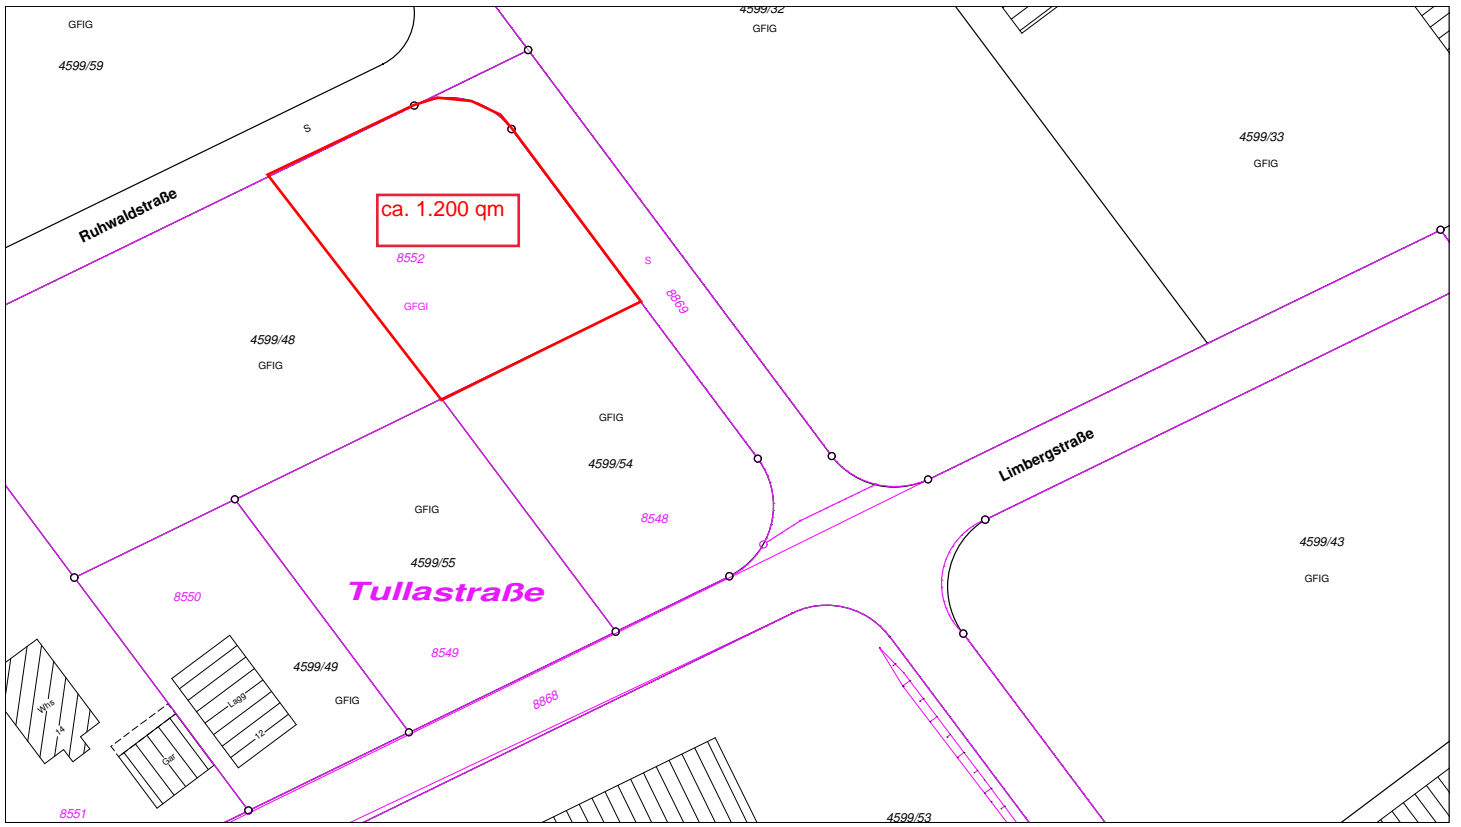 4599/32
GFIG
GFIG
4599/59
S
4599/33
GFIG
Ruhwaldstraße
ca. 1.200 qm
8552
S
8869
GFGI
4599/48
GFIG
GFIG
4599/54
Limbergstraße
GFIG
8548
4599/43
4599/55
GFIG
Tullastraße
8550
8549
4599/49
GFIG
8868
Whs
14
Lagg
12
Gar
8551
4599/53